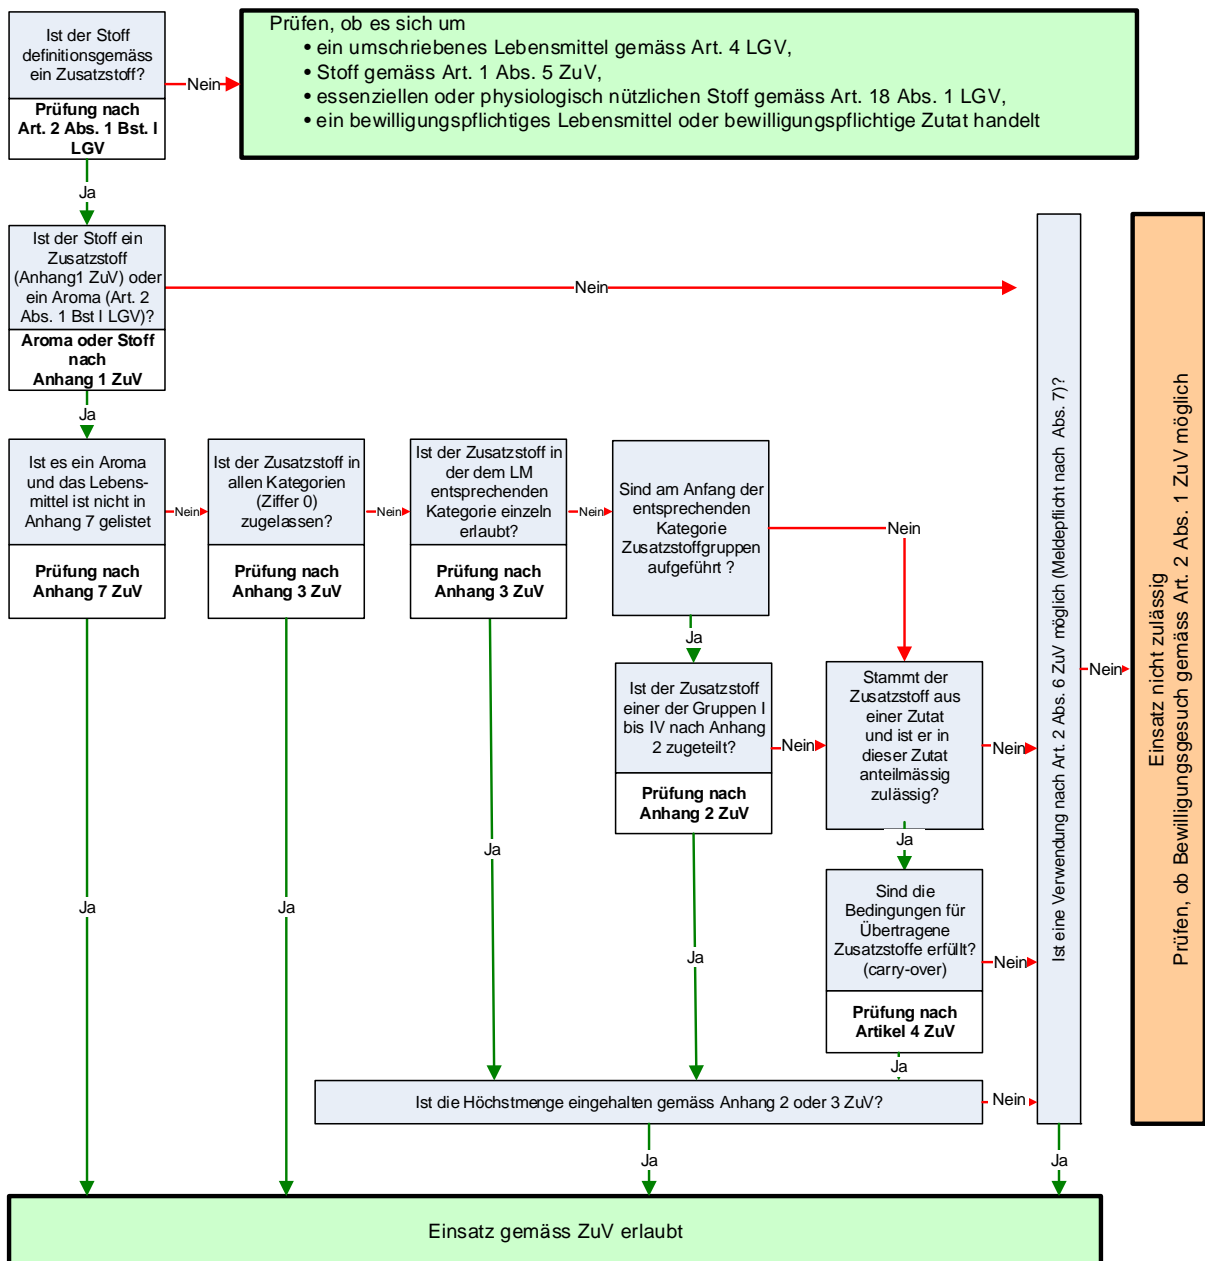 Ist der Stoff
definitionsgemäss
ein Zusatzstoff?
Prüfung nach
Art. 2 Abs. 1 Bst. l
LGV
Nein
Prüfen, ob es sich um
• ein umschriebenes Lebensmittel gemäss Art. 4 LGV,
• Stoff gemäss Art. 1 Abs. 5 ZuV,
• essenziellen oder physiologisch nützlichen Stoff gemäss Art. 18 Abs. 1 LGV,
• ein bewilligungspflichtiges Lebensmittel oder bewilligungspflichtige Zutat handelt
Ja
Ist der Stoff ein
Zusatzstoff
(Anhang1 ZuV) oder
ein Aroma (Art. 2
Abs. 1 Bst l LGV)?
Aroma oder Stoff
nach
Anhang 1 ZuV
Nein
Ja
Ist es ein Aroma
und das Lebens-
mittel ist nicht in
Anhang 7 gelistet
Prüfung nach
Anhang 7 ZuV
Nein
Ist der Zusatzstoff in
allen Kategorien
(Ziffer 0)
zugelassen?
Prüfung nach
Anhang 3 ZuV
Nein
Ist der Zusatzstoff in
der dem LM
entsprechenden
Kategorie einzeln
erlaubt?
Prüfung nach
Anhang 3 ZuV
Nein
Sind am Anfang der
entsprechenden
Kategorie
Zusatzstoffgruppen
aufgeführt ?
Nein
Ja
Ist der Zusatzstoff
einer der Gruppen I
bis IV nach Anhang
2 zugeteilt?
Prüfung nach
Anhang 2 ZuV
Nein
Stammt der
Zusatzstoff aus
einer Zutat
und ist er in
dieser Zutat
anteilmässig
zulässig?
Nein
Ja
Sind die
Bedingungen für
Übertragene
Zusatzstoffe erfüllt?
(carry-over)
Prüfung nach
Artikel 4 ZuV
Nein
Ja
Ja
Ja
Ja
Ja
Ist die Höchstmenge eingehalten gemäss Anhang 2 oder 3 ZuV?
Nein
Ja
Ist eine Verwendung nach Art. 2 Abs. 6 ZuV möglich (Meldepflicht nach Abs. 7)?
Nein
Ja
Einsatz nicht zulässig
Prüfen, ob Bewilligungsgesuch gemäss Art. 2 Abs. 1 ZuV möglich
Einsatz gemäss ZuV erlaubt